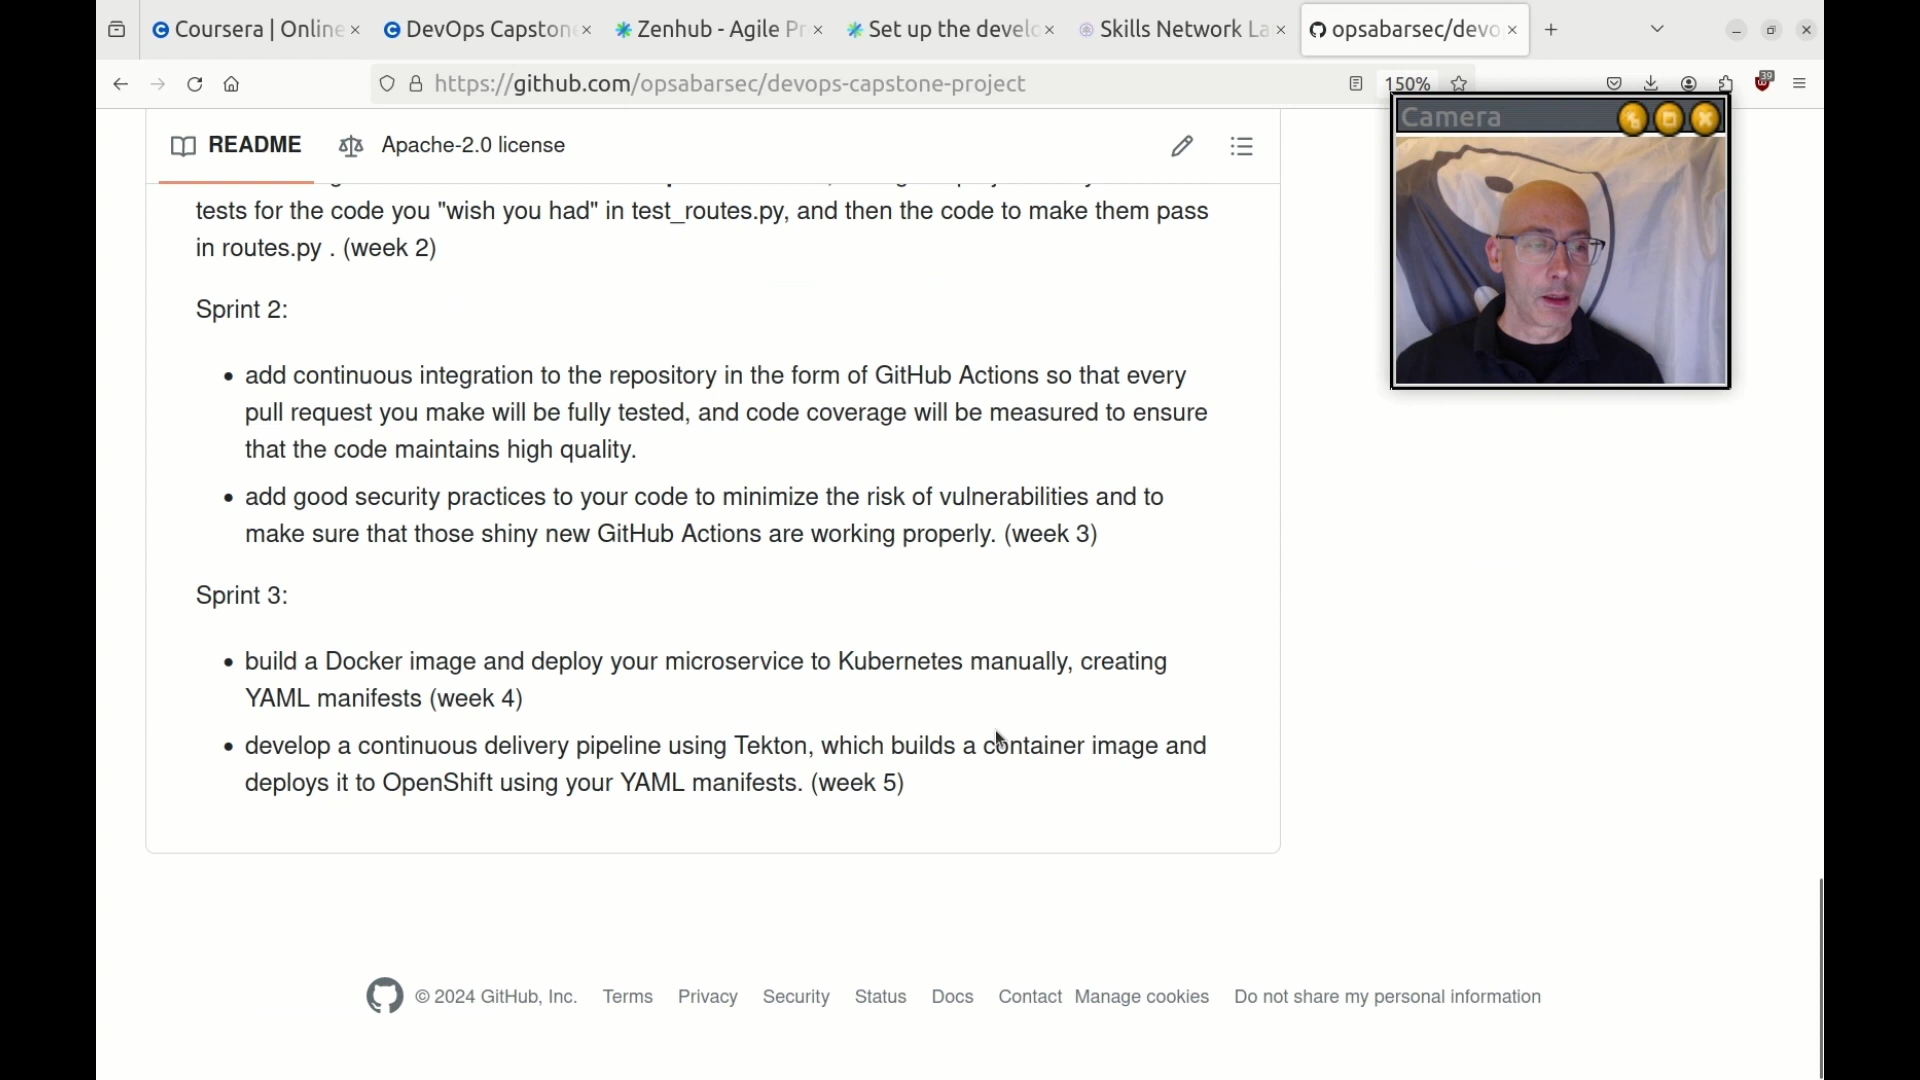 Coursera | Online
DevOps Capston
Zenhub - Agile Pr
Set up the develo
Skills Network La
opsabarsec/devo
https://github.com/opsabarsec/devops-capstone-project
150%
39
Camera
README
Apache-2.0 license
tests for the code you "wish you had" in test_routes.py, and then the code to make them pass
in routes.py . (week 2)
Sprint 2:
add continuous integration to the repository in the form of GitHub Actions so that every
pull request you make will be fully tested, and code coverage will be measured to ensure
that the code maintains high quality.
add good security practices to your code to minimize the risk of vulnerabilities and to
make sure that those shiny new GitHub Actions are working properly. (week 3)
Sprint 3:
build a Docker image and deploy your microservice to Kubernetes manually, creating
YAML manifests (week 4)
develop a continuous delivery pipeline using Tekton, which builds a container image and
deploys it to OpenShift using your YAML manifests. (week 5)
© 2024 GitHub, Inc. Terms Privacy Security Status Docs Contact Manage cookies Do not share my personal information